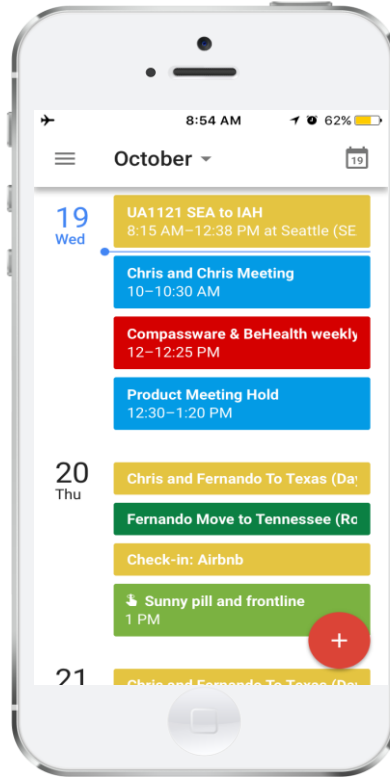 8:54 AM 62%
October 19
19
Wed
UA1121 SEA to IAH
8:15 AM–12:38 PM at Seattle (SE
Chris and Chris Meeting
10–10:30 AM
Compassware & BeHealth weekly
12–12:25 PM
Product Meeting Hold
12:30–1:20 PM
20
Thu
Chris and Fernando To Texas (Day
Fernando Move to Tennessee (Ro
Check-in: Airbnb
Sunny pill and frontline
1 PM
+
21
Chris and Fernando To Texas (Day